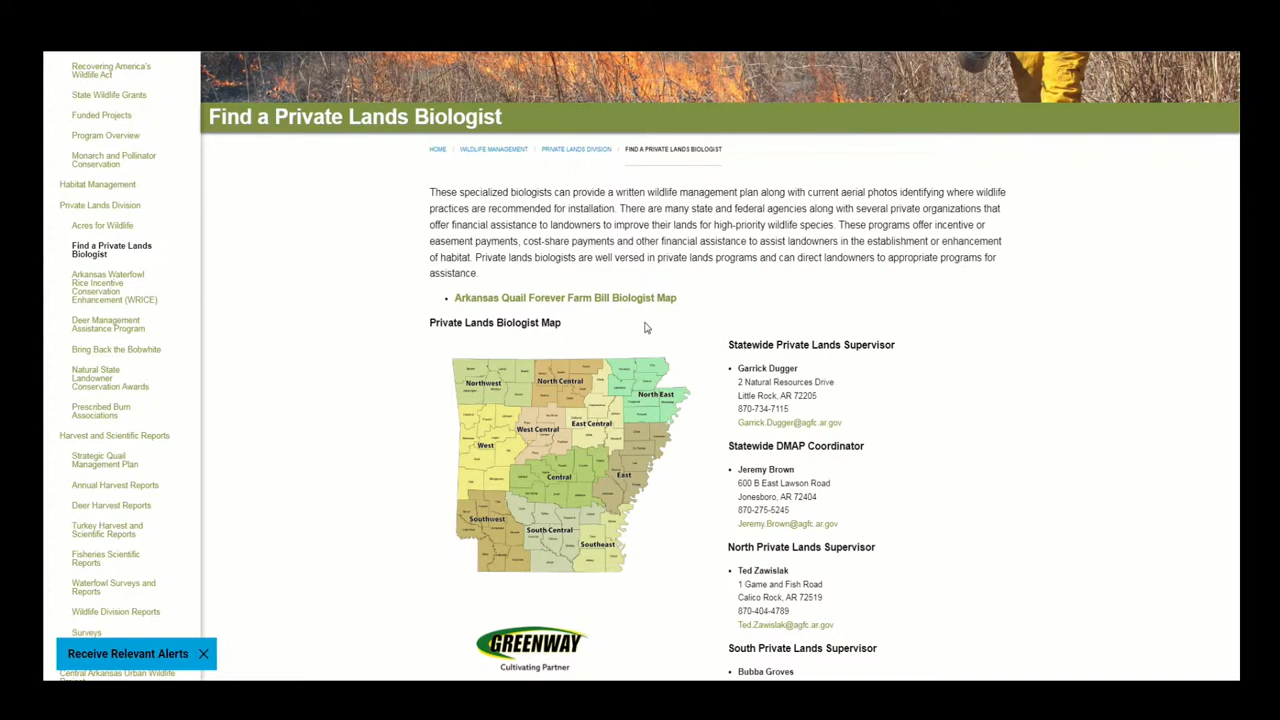 Recovering America's
Wildlife Act
State Wildlife Grants
Funded Projects
Program Overview
Monarch and Pollinator
Conservation
Habitat Management
Private Lands Division
Acres for Wildlife
Find a Private Lands
Biologist
Arkansas Waterfowl
Rice Incentive
Conservation
Enhancement (WRICE)
Deer Management
Assistance Program
Bring Back the Bobwhite
Natural State
Landowner
Conservation Awards
Prescribed Burn
Associations
Harvest and Scientific Reports
Strategic Quail
Management Plan
Annual Harvest Reports
Deer Harvest Reports
Turkey Harvest and
Scientific Reports
Fisheries Scientific
Reports
Waterfowl Surveys and
Reports
Wildlife Division Reports
Surveys
Receive Relevant Alerts
Central Arkansas Urban Wildlife
Find a Private Lands Biologist
HOME / WILDLIFE MANAGEMENT / PRIVATE LANDS DIVISION / FIND A PRIVATE LANDS BIOLOGIST
These specialized biologists can provide a written wildlife management plan along with current aerial photos identifying where wildlife
practices are recommended for installation. There are many state and federal agencies along with several private organizations that
offer financial assistance to landowners to improve their lands for high-priority wildlife species. These programs offer incentive or
easement payments, cost-share payments and other financial assistance to assist landowners in the establishment or enhancement
of habitat. Private lands biologists are well versed in private lands programs and can direct landowners to appropriate programs for
assistance.
• Arkansas Quail Forever Farm Bill Biologist Map
Private Lands Biologist Map
Northwest
North Central
North East
West
West Central
East Central
Central
East
Southwest
South Central
Southeast
GREENWAY
Cultivating Partner
Statewide Private Lands Supervisor
• Garrick Dugger
2 Natural Resources Drive
Little Rock, AR 72205
870-734-7115
Garrick.Dugger@agfc.ar.gov
Statewide DMAP Coordinator
• Jeremy Brown
600 B East Lawson Road
Jonesboro, AR 72404
870-275-5245
Jeremy.Brown@agfc.ar.gov
North Private Lands Supervisor
• Ted Zawislak
1 Game and Fish Road
Calico Rock, AR 72519
870-404-4789
Ted.Zawislak@agfc.ar.gov
South Private Lands Supervisor
• Bubba Groves